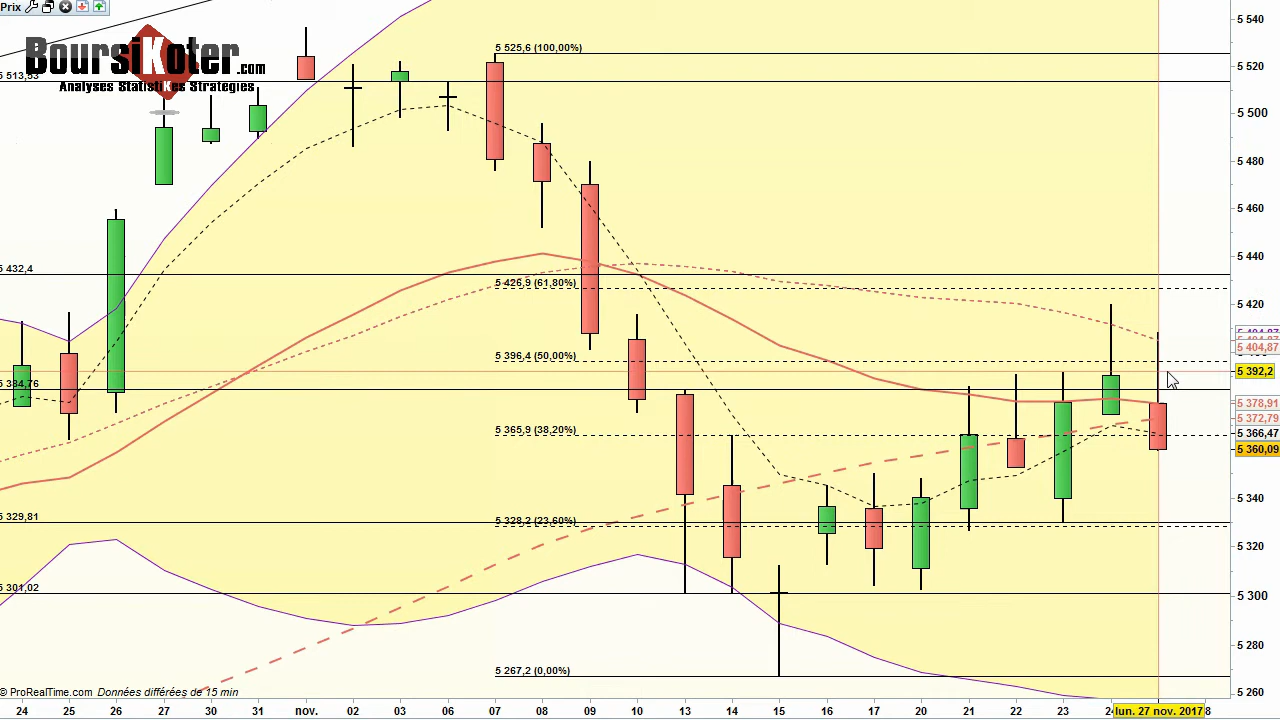 Prix
BoursiKoter.com
Analyses StatistiKes Strategies
5 525,6 (100,00%)
5 513,53
5 432,4
5 426,9 (61,80%)
5 396,4 (50,00%)
5 384,76
5 365,9 (38,20%)
5 329,81
5 328,2 (23,60%)
5 301,02
5 267,2 (0,00%)
5 540
5 520
5 500
5 480
5 460
5 440
5 420
5 404,87
5 392,2
5 378,91
5 372,79
5 366,47
5 360,09
5 340
5 320
5 300
5 280
5 260
© ProRealTime.com Données différées de 15 min
24 25 26 27 30 31 nov. 02 03 06 07 08 09 10 13 14 15 16 17 20 21 22 23 lun. 27 nov. 2017 8